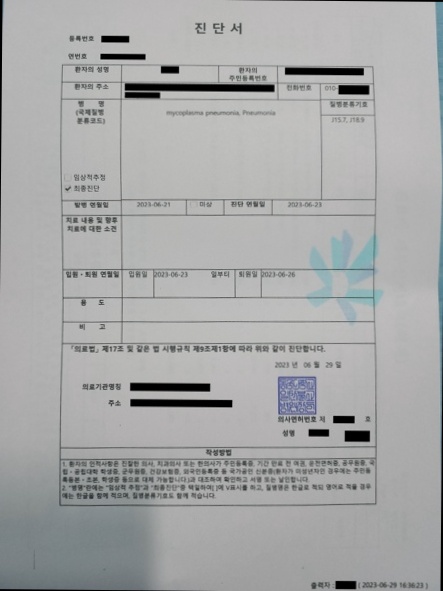 진 단 서
등록번호
연번호
환자의 성명 환자의 주민등록번호
환자의 주소 전화번호 010-
병 명 (국제질병 분류코드) mycoplasma pneumonia, Pneumonia 질병분류기호
J15.7, J18.9
□ 임상적추정
✓ 최종진단
발병 연월일 2023-06-21 미상 진단 연월일 2023-06-23
치료 내용 및 향후 치료에 대한 소견
입원·퇴원 연월일 입원일 2023-06-23 일부터 퇴원일 2023-06-26
용 도
비 고
「의료법」 제17조 및 같은 법 시행규칙 제9조제1항에 따라 위와 같이 진단합니다.
2023 년 06 월 29 일
의료기관명칭
주소
의사면허번호 제 호
성명
작성방법
1. 환자의 인적사항은 진찰한 의사, 치과의사 또는 한의사가 주민등록증, 기간 만료 전 여권, 운전면허증, 공무원증, 국
립·공립대학 학생증, 군무원증, 건강보험증, 외국인등록증 등 국가공인 신분증(환자가 미성년자인 경우에는 주민등
록등본·초본, 학생증 등으로 대체 가능합니다)과 대조하여 확인하고 서명 또는 날인합니다.
2. "병명"란에는 "임상적 추정"과 "최종진단"중 택일하여[ ]에 V표시를 하고, 질병명은 한글로 적되 영어로 적을 경우
에는 한글을 함께 적으며, 질병분류기호도 함께 적습니다.
출력자 : ( 2023-06-29 16:36:23 )